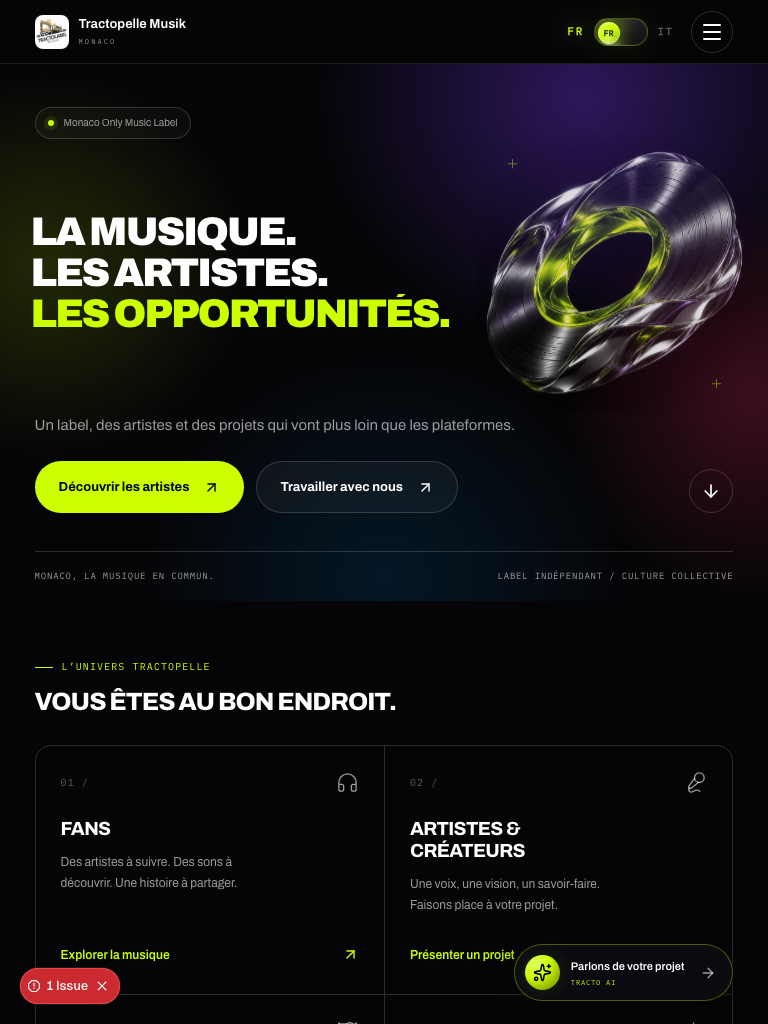 Tractopelle Musik
MONACO
FR
FR
IT
Monaco Only Music Label
LA MUSIQUE.
LES ARTISTES.
LES OPPORTUNITÉS.
Un label, des artistes et des projets qui vont plus loin que les plateformes.
Découvrir les artistes
Travailler avec nous
MONACO, LA MUSIQUE EN COMMUN.
LABEL INDÉPENDANT / CULTURE COLLECTIVE
L’UNIVERS TRACTOPELLE
VOUS ÊTES AU BON ENDROIT.
01 /
FANS
Des artistes à suivre. Des sons à
découvrir. Une histoire à partager.
Explorer la musique
02 /
ARTISTES &
CRÉATEURS
Une voix, une vision, un savoir-faire.
Faisons place à votre projet.
Présenter un projet
1 Issue
Parlons de votre projet
TRACTO AI